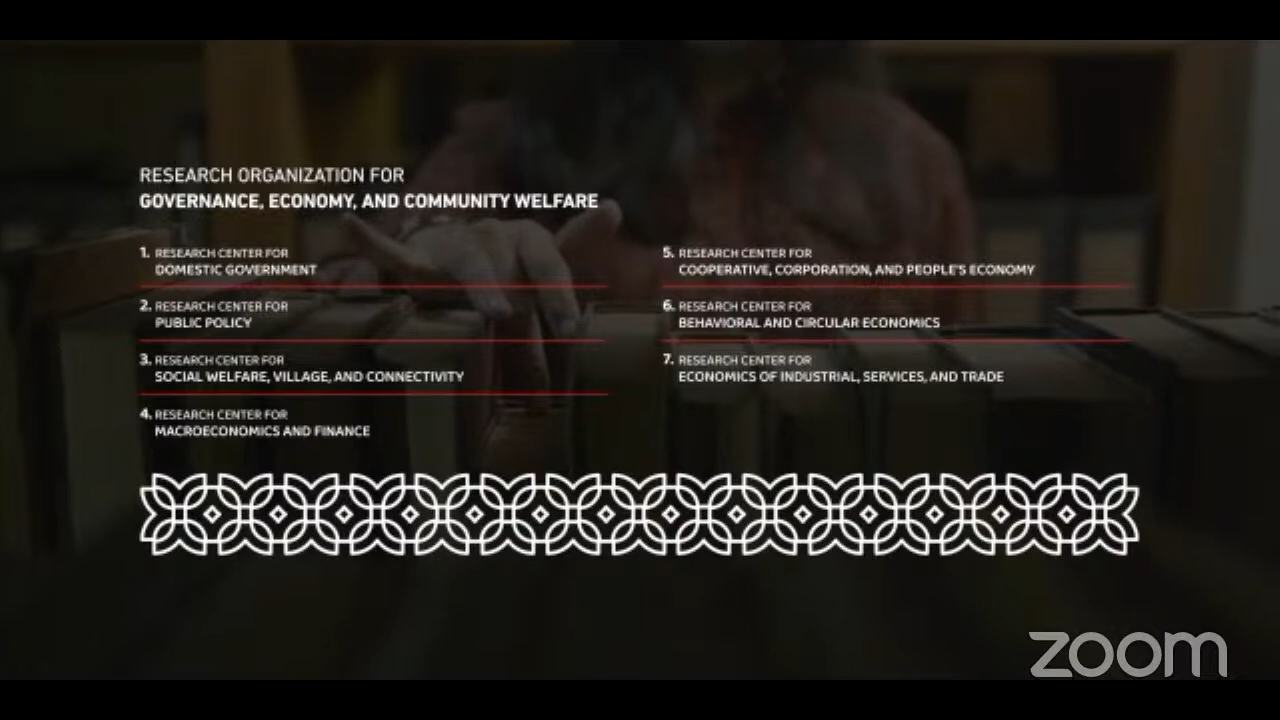 RESEARCH ORGANIZATION FOR
GOVERNANCE, ECONOMY, AND COMMUNITY WELFARE
1. RESEARCH CENTER FOR
DOMESTIC GOVERNMENT
2. RESEARCH CENTER FOR
PUBLIC POLICY
3. RESEARCH CENTER FOR
SOCIAL WELFARE, VILLAGE, AND CONNECTIVITY
4. RESEARCH CENTER FOR
MACROECONOMICS AND FINANCE
5. RESEARCH CENTER FOR
COOPERATIVE, CORPORATION, AND PEOPLE'S ECONOMY
6. RESEARCH CENTER FOR
BEHAVIORAL AND CIRCULAR ECONOMICS
7. RESEARCH CENTER FOR
ECONOMICS OF INDUSTRIAL, SERVICES, AND TRADE
zoom